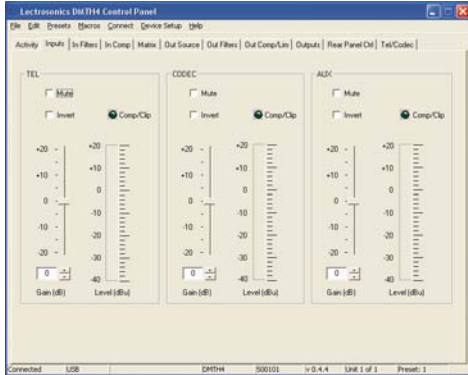 Lectrosonics DMTH4 Control Panel
File Edit Presets Macros Connect Device Setup Help
Activity Inputs In Filters In Comp Matrix Out Source Out Filters Out Comp/Lim Outputs Rear Panel Ctrl Tel/Codec
TEL CODEC AUX
Mute Mute Mute
Invert Comp/Clip Invert Comp/Clip Invert Comp/Clip
+20 +20 +20 +20 +20 +20
+10 +10 +10 +10 +10 +10
0 0 0
0 0 0
-10 -10 -10 -10 -10 -10
-20 -20 -20
-20 -30 -20 -30 -20 -30
0 -40 0 -40 0 -40
Gain (dB) Level (dBu) Gain (dB) Level (dBu) Gain (dB) Level (dBu)
Connected USB DMTH4 500101 v 0.4.4 Unit 1 of 1 Preset: 1